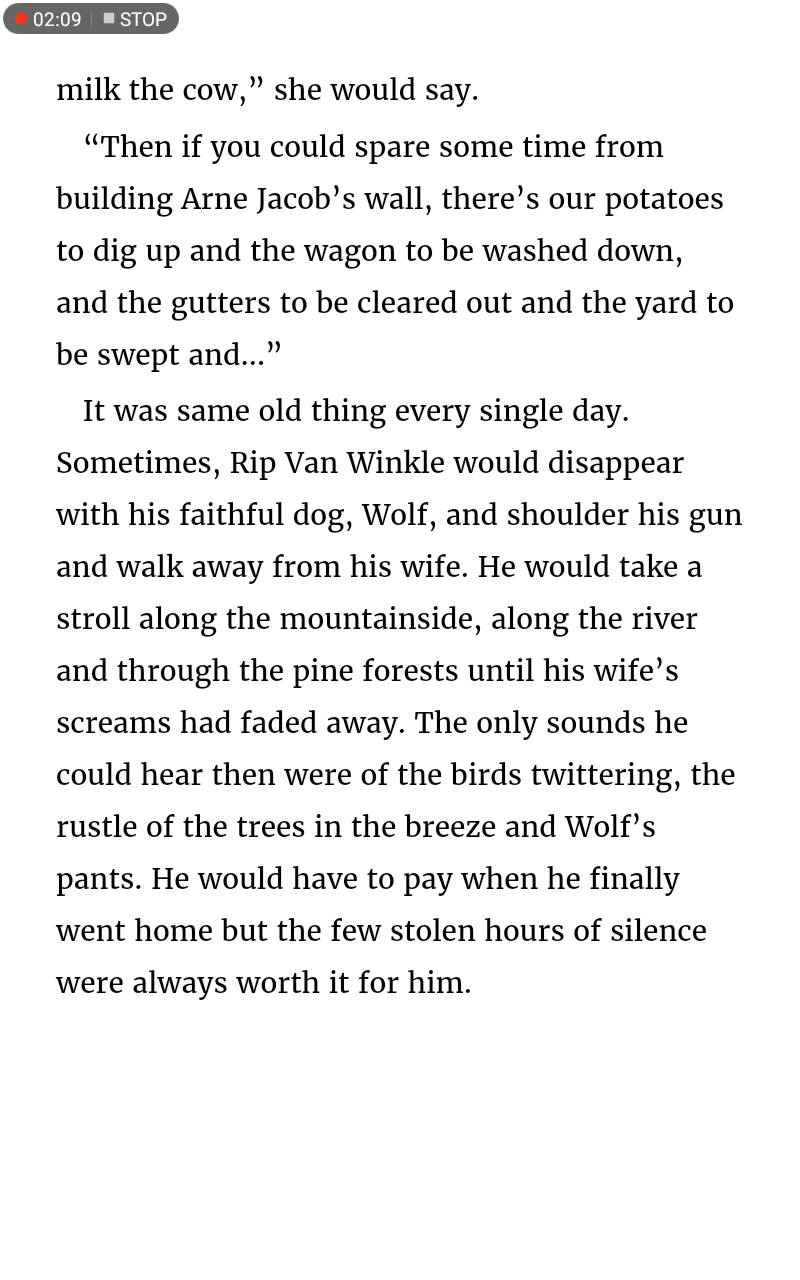 02:09 STOP
milk the cow,” she would say.
“Then if you could spare some time from
building Arne Jacob’s wall, there’s our potatoes
to dig up and the wagon to be washed down,
and the gutters to be cleared out and the yard to
be swept and...”
It was same old thing every single day.
Sometimes, Rip Van Winkle would disappear
with his faithful dog, Wolf, and shoulder his gun
and walk away from his wife. He would take a
stroll along the mountainside, along the river
and through the pine forests until his wife’s
screams had faded away. The only sounds he
could hear then were of the birds twittering, the
rustle of the trees in the breeze and Wolf’s
pants. He would have to pay when he finally
went home but the few stolen hours of silence
were always worth it for him.